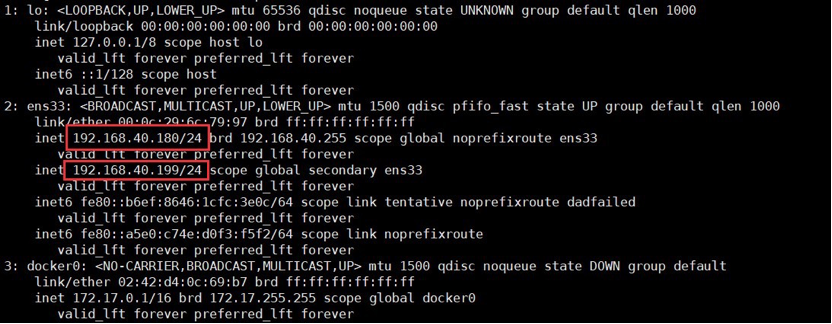 1: lo: <LOOPBACK,UP,LOWER_UP> mtu 65536 qdisc noqueue state UNKNOWN group default qlen 1000
link/loopback 00:00:00:00:00:00 brd 00:00:00:00:00:00
inet 127.0.0.1/8 scope host lo
valid_lft forever preferred_lft forever
inet6 ::1/128 scope host
valid_lft forever preferred_lft forever
2: ens33: <BROADCAST,MULTICAST,UP,LOWER_UP> mtu 1500 qdisc pfifo_fast state UP group default qlen 1000
link/ether 00:0c:29:6c:79:97 brd ff:ff:ff:ff:ff:ff
inet 192.168.40.180/24 brd 192.168.40.255 scope global noprefixroute ens33
valid_lft forever preferred_lft forever
inet 192.168.40.199/24 scope global secondary ens33
valid_lft forever preferred_lft forever
inet6 fe80::b6ef:8646:1cfc:3e0c/64 scope link tentative noprefixroute dadfailed
valid_lft forever preferred_lft forever
inet6 fe80::a5e0:c74e:d0f3:f5f2/64 scope link noprefixroute
valid_lft forever preferred_lft forever
3: docker0: <NO-CARRIER,BROADCAST,MULTICAST,UP> mtu 1500 qdisc noqueue state DOWN group default
link/ether 02:42:d4:0c:69:b7 brd ff:ff:ff:ff:ff:ff
inet 172.17.0.1/16 brd 172.17.255.255 scope global docker0
valid_lft forever preferred_lft forever